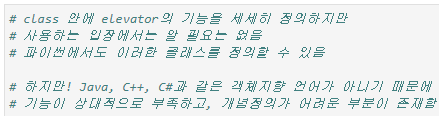 # class 안에 elevator의 기능을 세세히 정의하지만
# 사용하는 입장에서는 알 필요는 없음
# 파이썬에서도 이러한 클래스를 정의할 수 있음

# 하지만! Java, C++, C#과 같은 객체지향 언어가 아니기 때문에
# 기능이 상대적으로 부족하고, 개념정의가 어려운 부분이 존재함